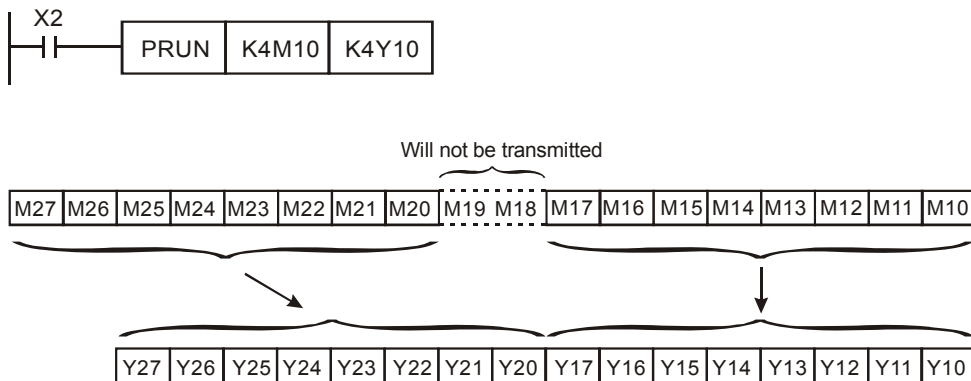 X2
PRUN K4M10 K4Y10
Will not be transmitted
M27 M26 M25 M24 M23 M22 M21 M20 M19 M18 M17 M16 M15 M14 M13 M12 M11 M10
Y27 Y26 Y25 Y24 Y23 Y22 Y21 Y20 Y17 Y16 Y15 Y14 Y13 Y12 Y11 Y10